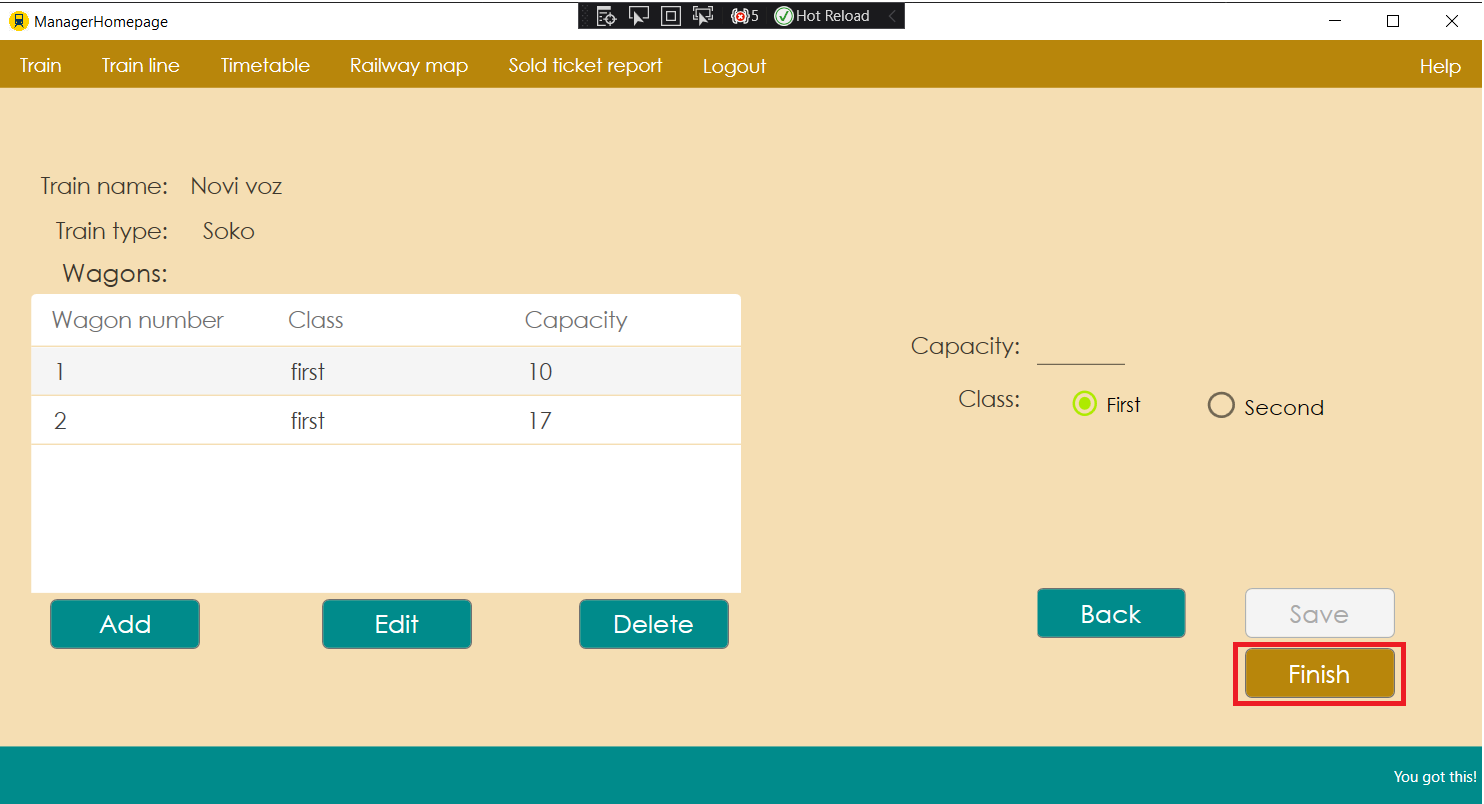 ManagerHomepage
5 Hot Reload
Train Train line Timetable Railway map Sold ticket report Logout Help
Train name: Novi voz
Train type: Soko
Wagons:
Wagon number Class Capacity
1 first 10
2 first 17
Capacity:
Class: First Second
Add Edit Delete
Back Save
Finish
You got this!